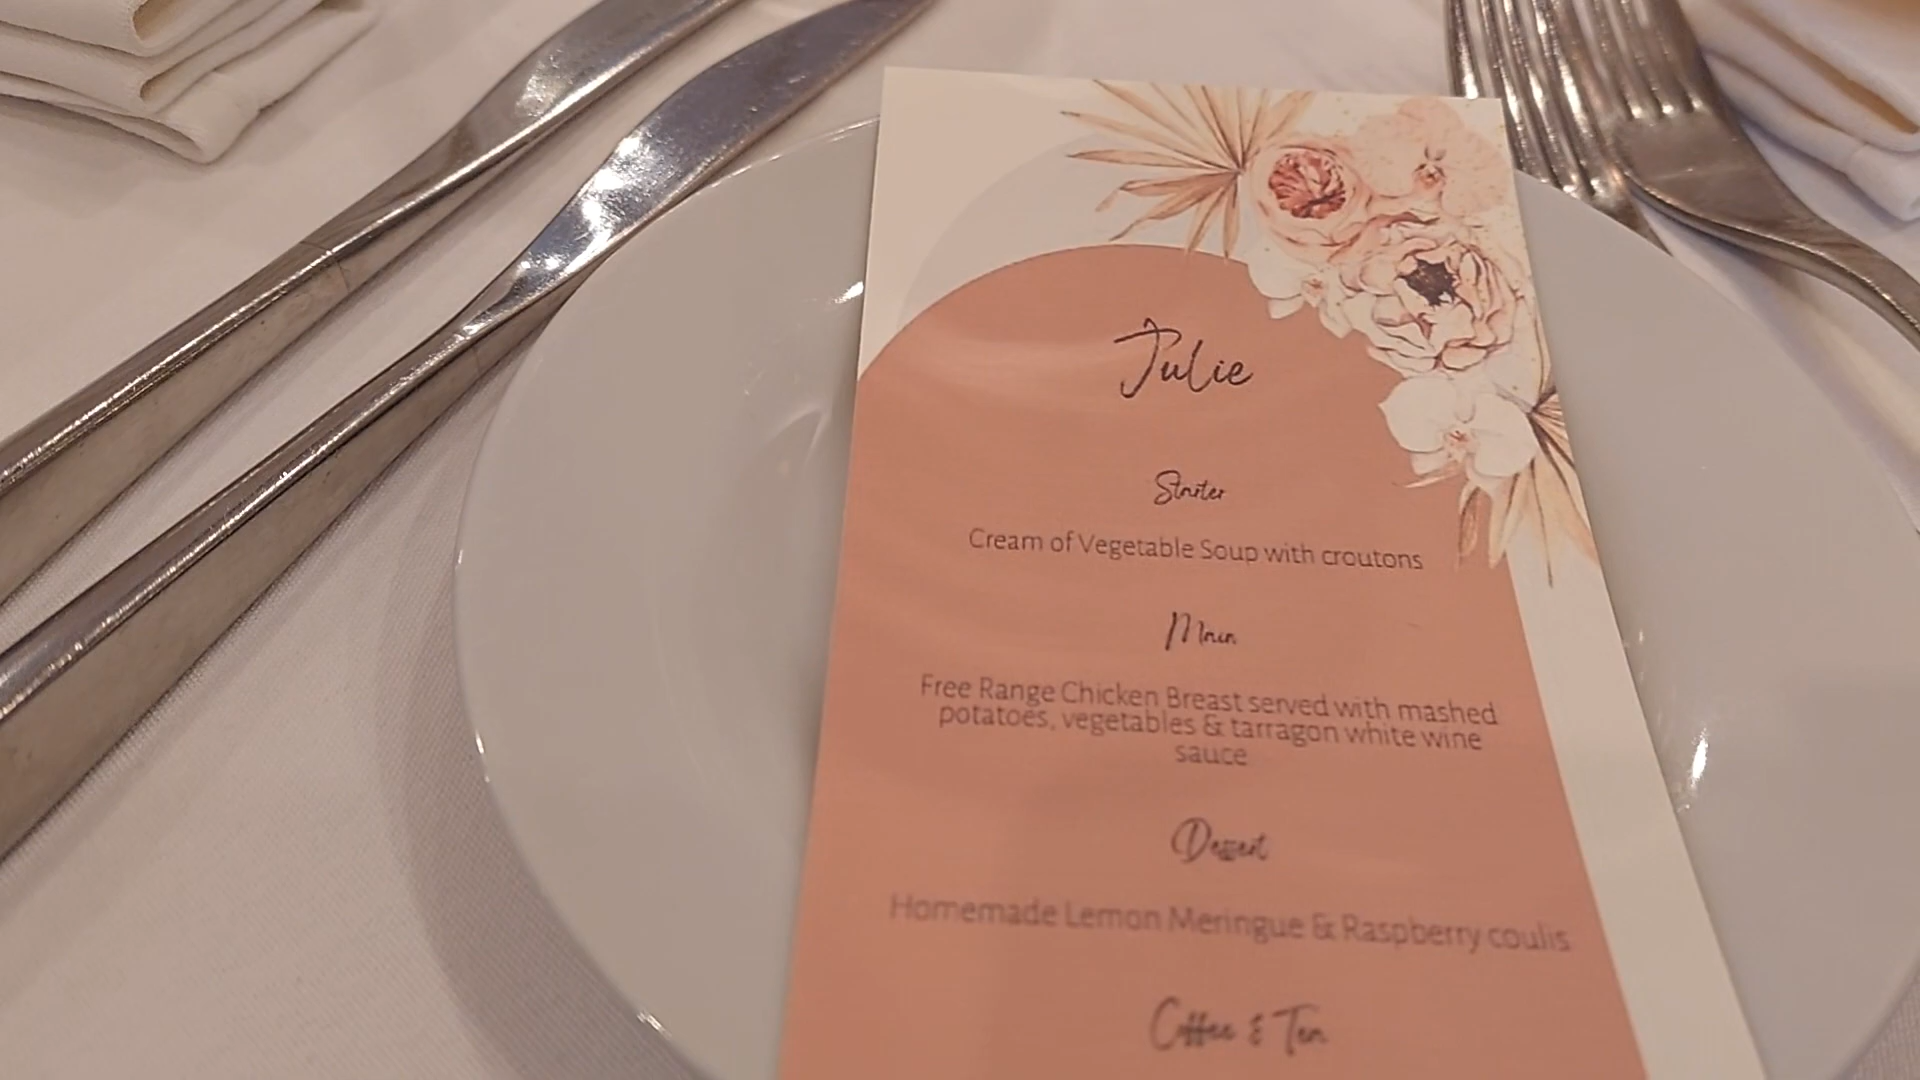 Julie
Starter
Cream of Vegetable Soup with croutons
Main
Free Range Chicken Breast served with mashed
potatoes, vegetables & tarragon white wine
sauce
Dessert
Homemade Lemon Meringue & Raspberry coulis
Coffee & Tea